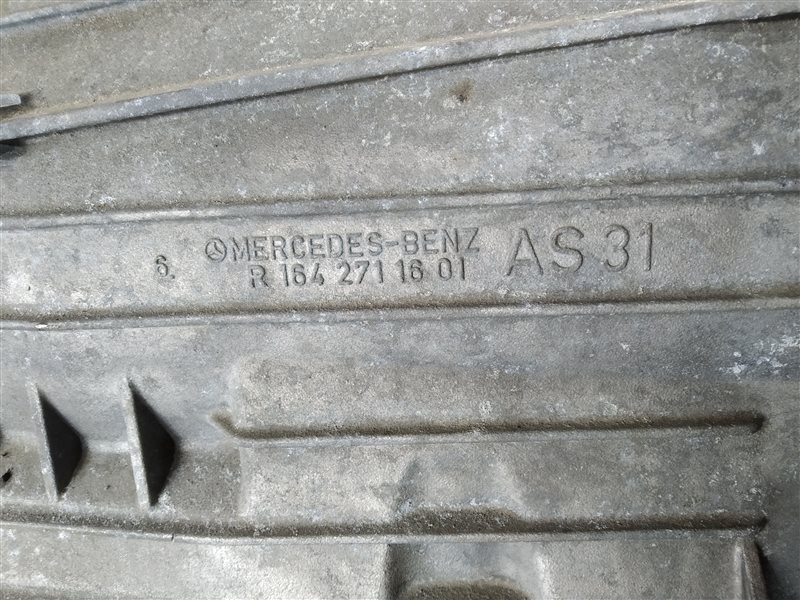 6. MERCEDES-BENZ AS 31
R 164 271 16 01